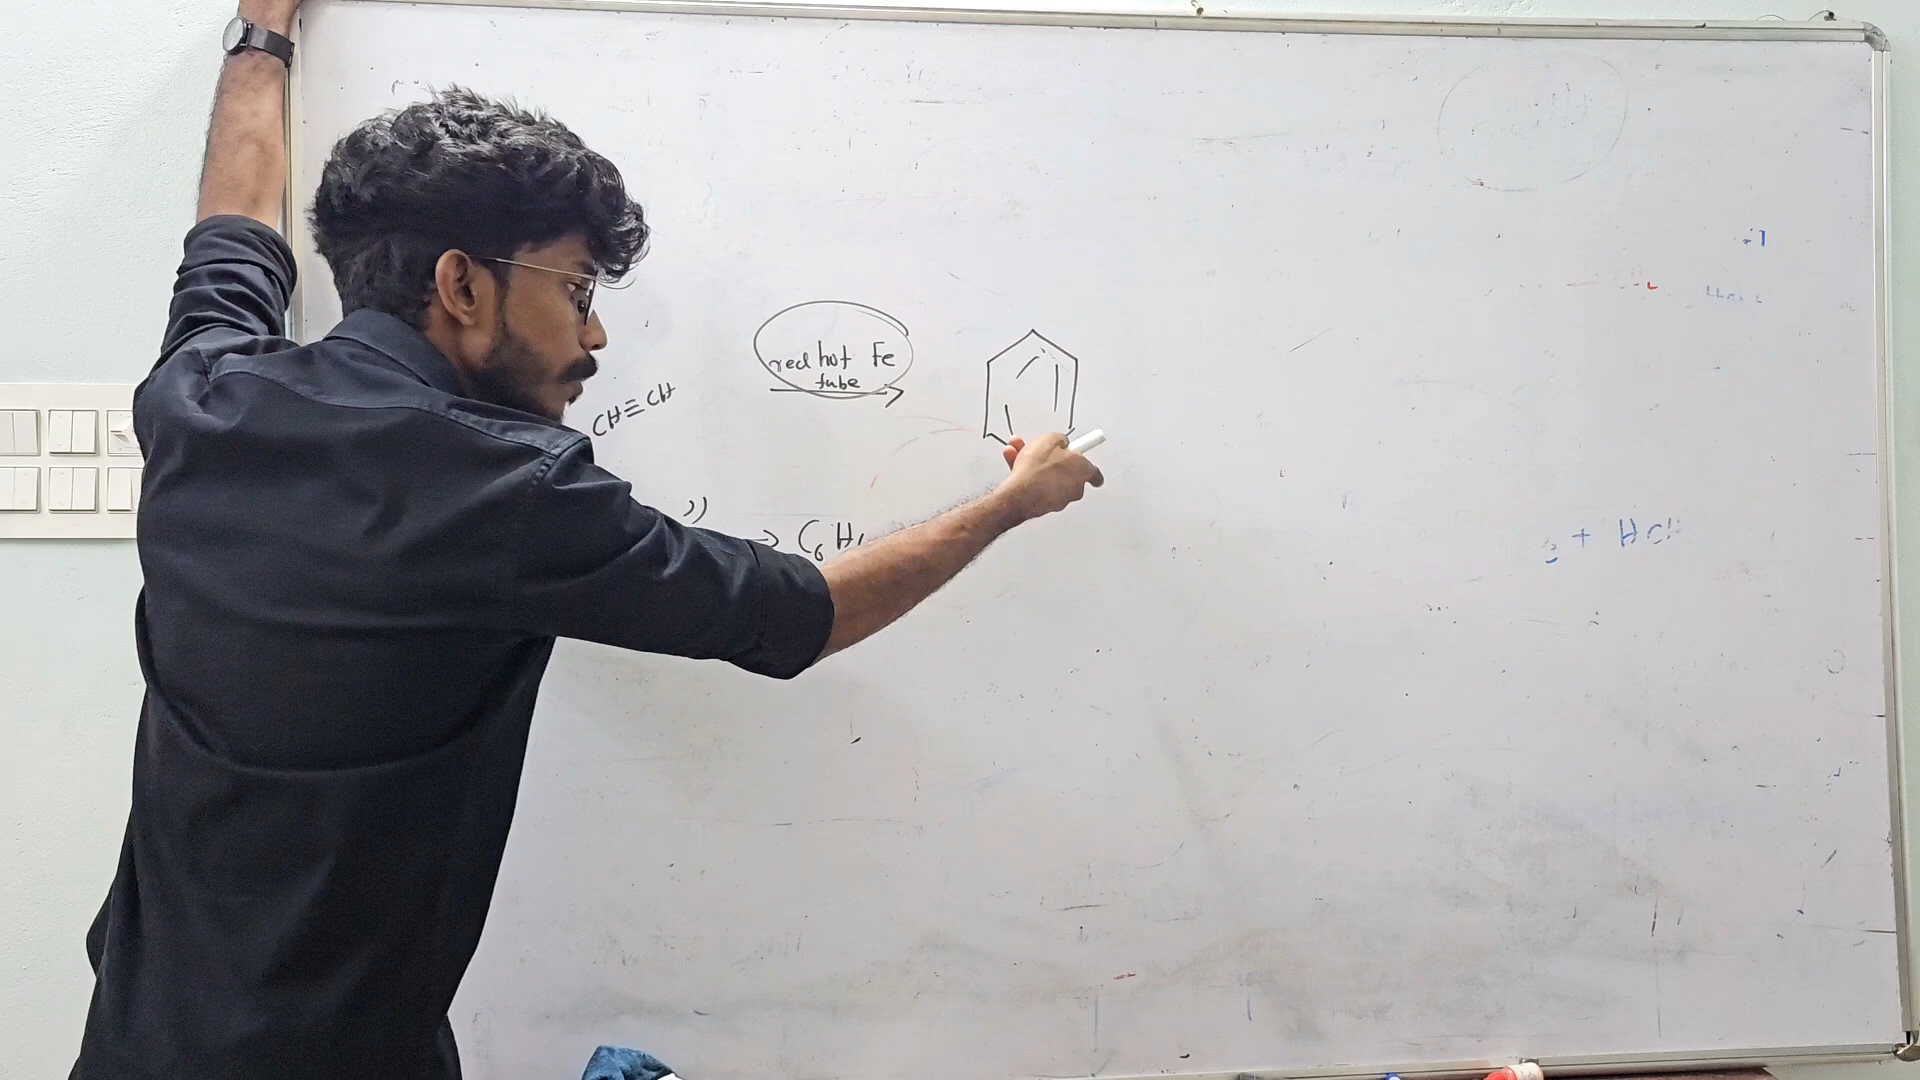 red hot Fe
tube
CH≡CH
→ C₆H
+ HCl